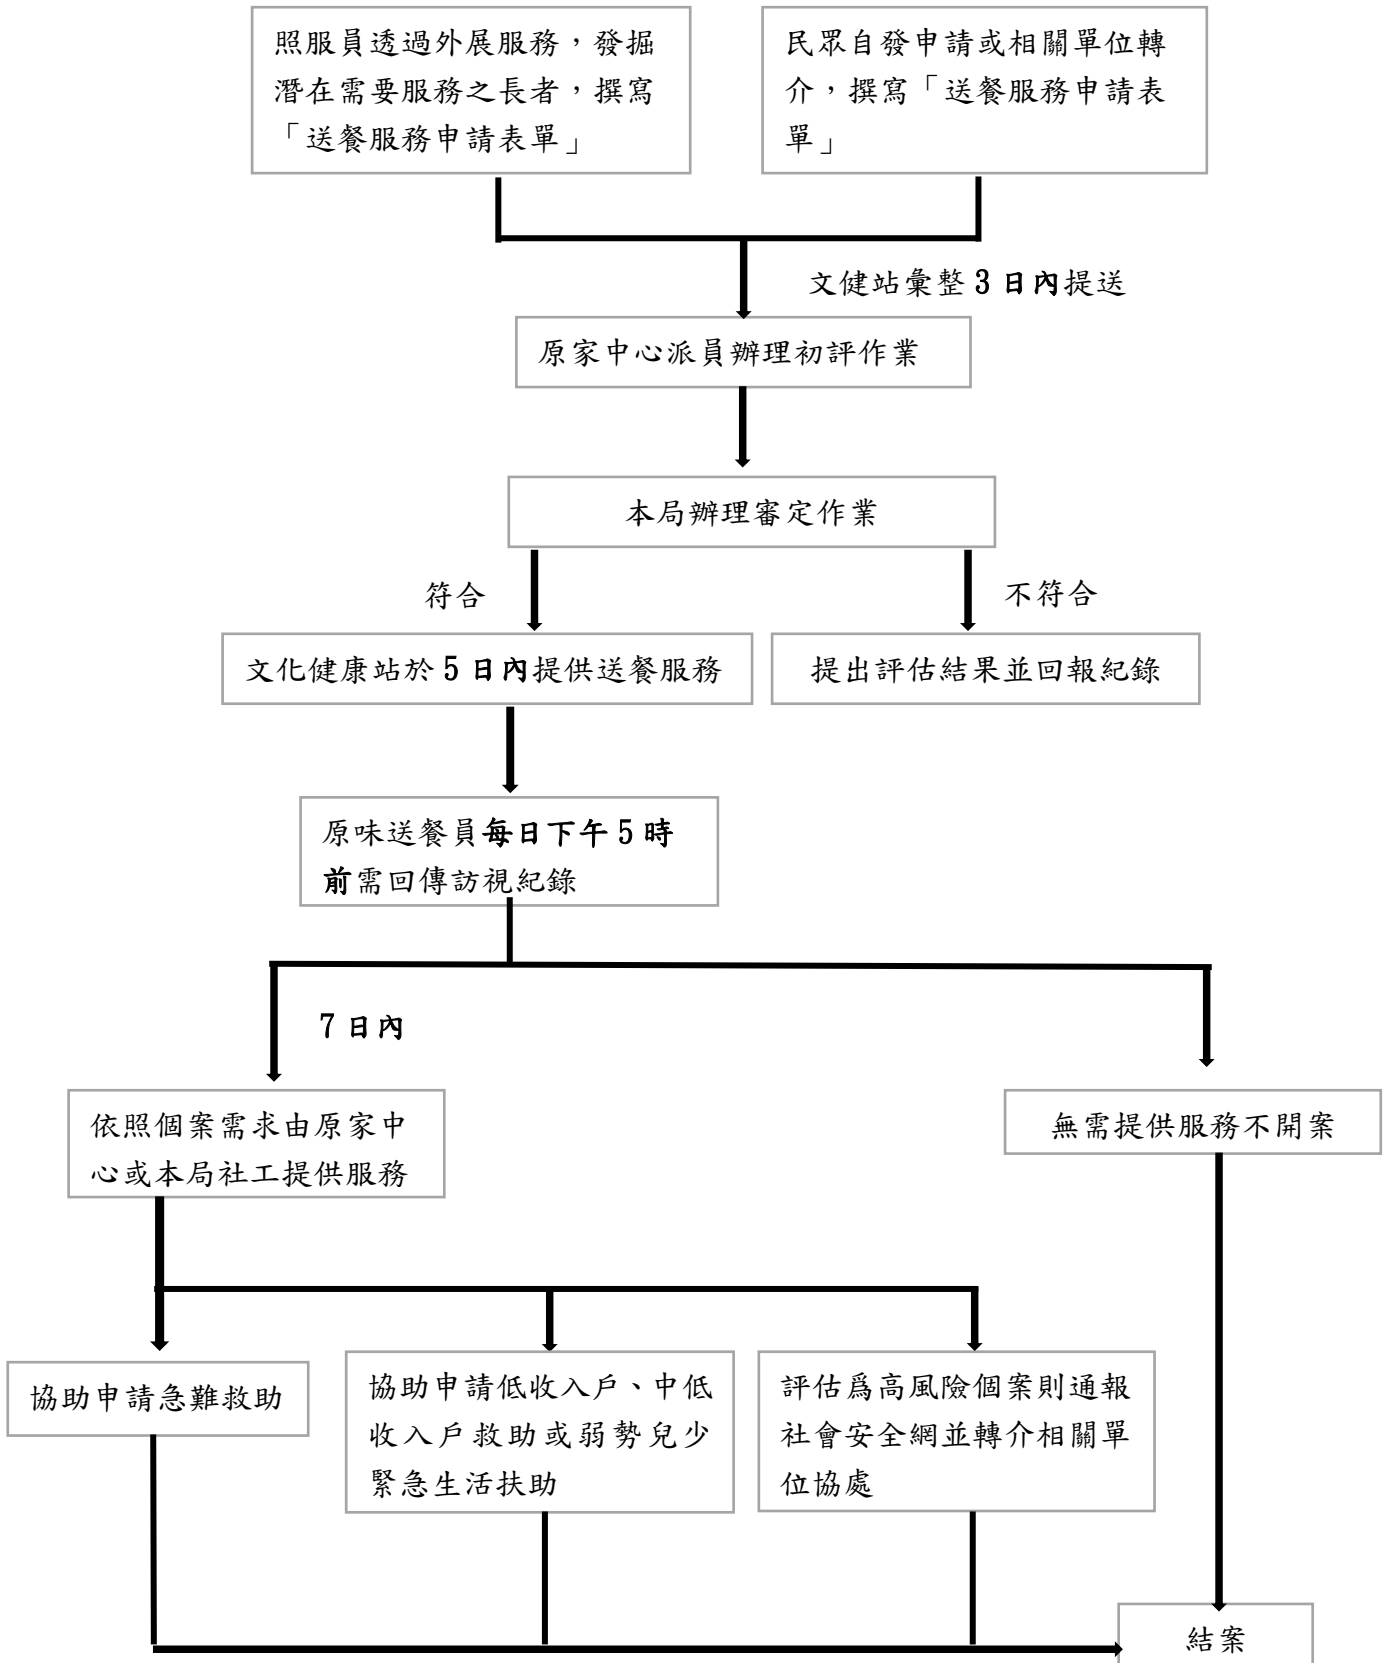 照服員透過外展服務，發掘
潛在需要服務之長者，撰寫
「送餐服務申請表單」
民眾自發申請或相關單位轉
介，撰寫「送餐服務申請表
單」
文健站彙整 3 日內提送
原家中心派員辦理初評作業
本局辦理審定作業
符合
不符合
文化健康站於 5 日內提供送餐服務
提出評估結果並回報紀錄
原味送餐員每日下午 5 時
前需回傳訪視紀錄
7 日內
依照個案需求由原家中
心或本局社工提供服務
無需提供服務不開案
協助申請急難救助
協助申請低收入戶、中低
收入戶救助或弱勢兒少
緊急生活扶助
評估為高風險個案則通報
社會安全網並轉介相關單
位協處
結案